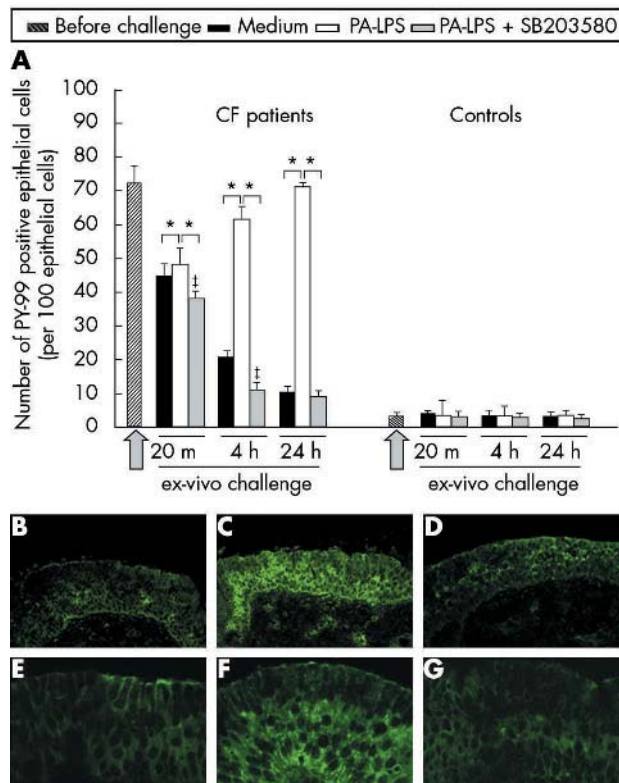 Before challenge Medium PA-LPS PA-LPS + SB203580
A
Number of PY-99 positive epithelial cells
(per 100 epithelial cells)
100
90
80
70
60
50
40
30
20
10
0
CF patients
Controls
* *
* *
* *
‡
‡
20 m 4 h 24 h
ex-vivo challenge
20 m 4 h 24 h
ex-vivo challenge
B C D
E F G